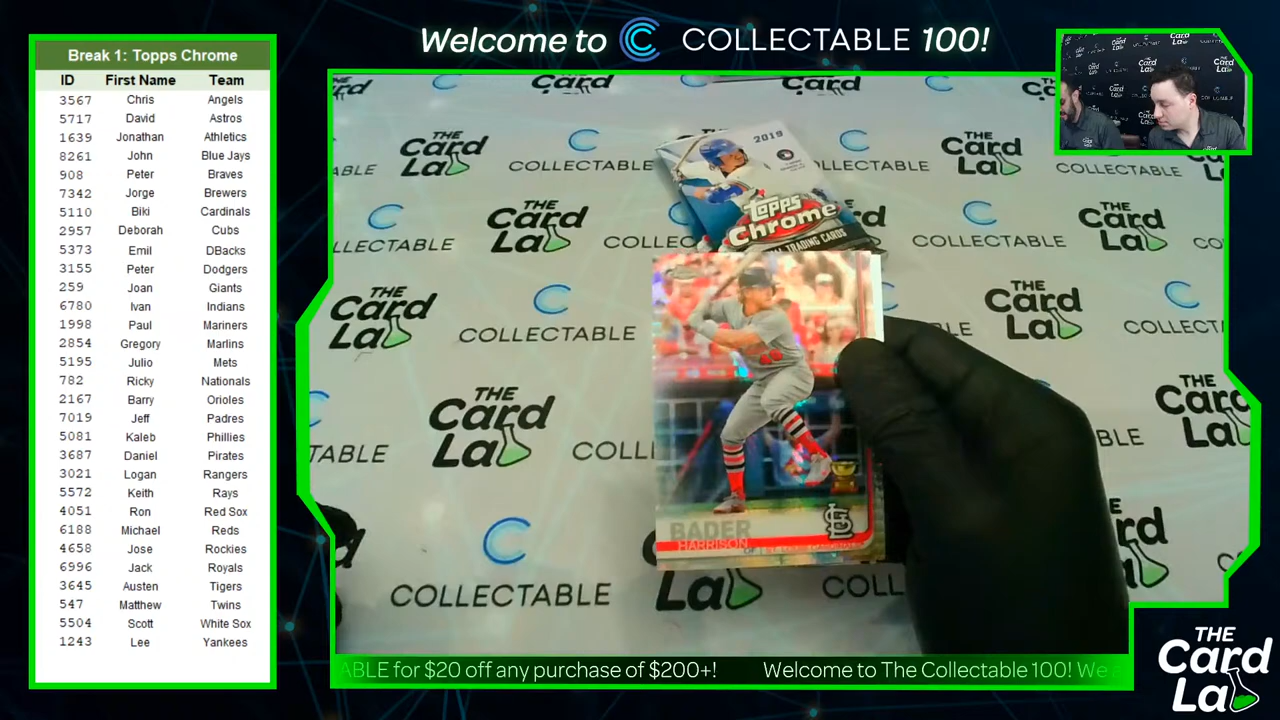 Welcome to COLLECTABLE 100!
Break 1: Topps Chrome
ID First Name Team
3567 Chris Angels
5717 David Astros
1639 Jonathan Athletics
8261 John Blue Jays
908 Peter Braves
7342 Jorge Brewers
5110 Biki Cardinals
2957 Deborah Cubs
5373 Emil DBacks
3155 Peter Dodgers
259 Joan Giants
6780 Ivan Indians
1998 Paul Mariners
2854 Gregory Marlins
5195 Julio Mets
782 Ricky Nationals
2167 Barry Orioles
7019 Jeff Padres
5081 Kaleb Phillies
3687 Daniel Pirates
3021 Logan Rangers
5572 Keith Rays
4051 Ron Red Sox
6188 Michael Reds
4658 Jose Rockies
6996 Jack Royals
3645 Austen Tigers
547 Matthew Twins
5504 Scott White Sox
1243 Lee Yankees
THE Card Lab
COLLECTABLE
2019
Topps Chrome
TRADING CARDS
BADER
HARRISON
ABLE for $20 off any purchase of $200+!
Welcome to The Collectable 100! We a
THE
Card
Lab